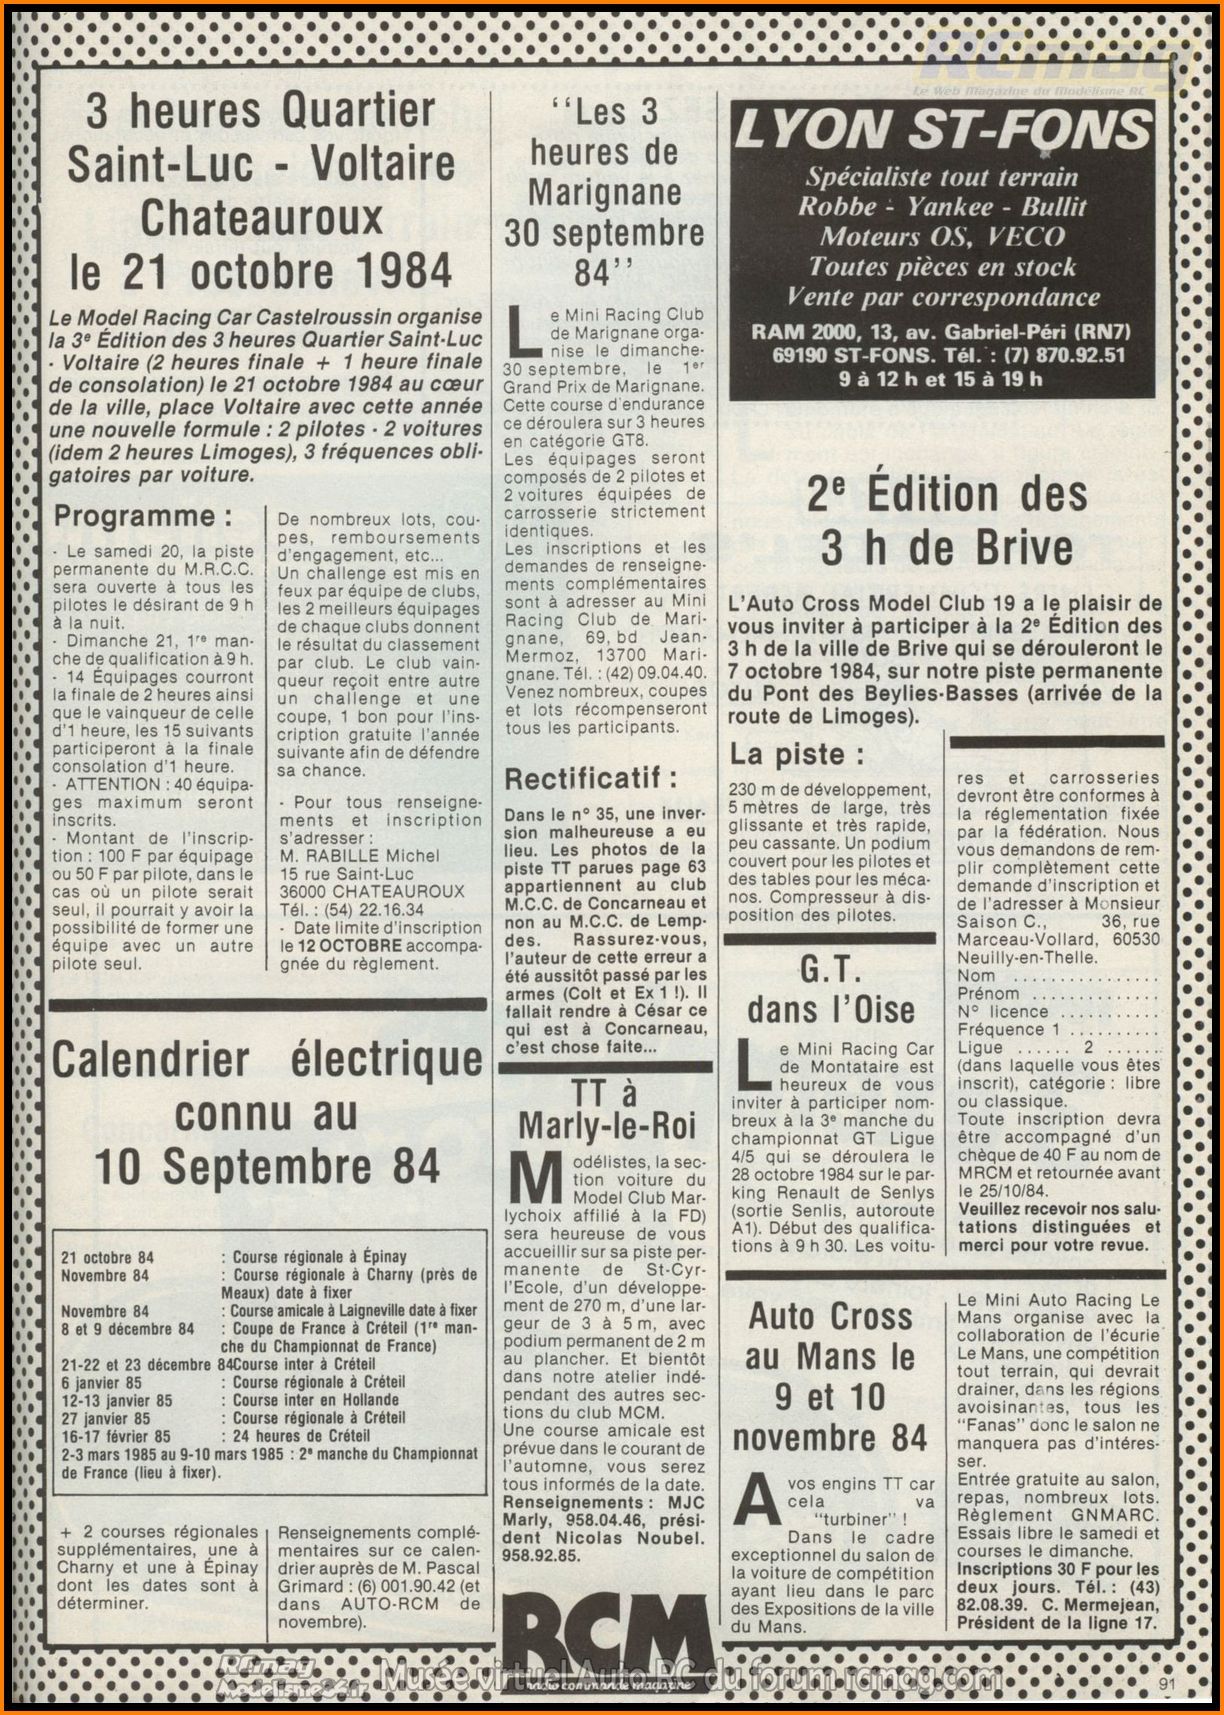 RCmag
Le Web Magazine du Modélisme RC
3 heures Quartier
Saint-Luc - Voltaire
Chateauroux
le 21 octobre 1984
Le Model Racing Car Castelroussin organise
la 3e Édition des 3 heures Quartier Saint-Luc
- Voltaire (2 heures finale + 1 heure finale
de consolation) le 21 octobre 1984 au cœur
de la ville, place Voltaire avec cette année
une nouvelle formule : 2 pilotes - 2 voitures
(idem 2 heures Limoges), 3 fréquences obli-
gatoires par voiture.
Programme :
- Le samedi 20, la piste
permanente du M.R.C.C.
sera ouverte à tous les
pilotes le désirant de 9 h
à la nuit.
- Dimanche 21, 1re man-
che de qualification à 9 h.
- 14 Équipages courront
la finale de 2 heures ainsi
que le vainqueur de celle
d'1 heure, les 15 suivants
participeront à la finale
consolation d'1 heure.
- ATTENTION : 40 équipa-
ges maximum seront
inscrits.
- Montant de l'inscrip-
tion : 100 F par équipage
ou 50 F par pilote, dans le
cas où un pilote serait
seul, il pourrait y avoir la
possibilité de former une
équipe avec un autre
pilote seul.
De nombreux lots, cou-
pes, remboursements
d'engagement, etc...
Un challenge est mis en
feux par équipe de clubs,
les 2 meilleurs équipages
de chaque clubs donnent
le résultat du classement
par club. Le club vain-
queur reçoit entre autre
un challenge et une
coupe, 1 bon pour l'ins-
cription gratuite l'année
suivante afin de défendre
sa chance.
- Pour tous renseigne-
ments et inscription
s'adresser :
M. RABILLE Michel
15 rue Saint-Luc
36000 CHATEAUROUX
Tél. : (54) 22.16.34
- Date limite d'inscription
le 12 OCTOBRE accompa-
gnée du règlement.
Calendrier électrique
connu au
10 Septembre 84
21 octobre 84 : Course régionale à Épinay
Novembre 84 : Course régionale à Charny (près de
Meaux) date à fixer
Novembre 84 : Course amicale à Laigneville date à fixer
8 et 9 décembre 84 : Coupe de France à Créteil (1re man-
che du Championnat de France)
21-22 et 23 décembre 84Course inter à Créteil
6 janvier 85 : Course régionale à Créteil
12-13 janvier 85 : Course inter en Hollande
27 janvier 85 : Course régionale à Créteil
16-17 février 85 : 24 heures de Créteil
2-3 mars 1985 au 9-10 mars 1985 : 2e manche du Championnat
de France (lieu à fixer).
+ 2 courses régionales
supplémentaires, une à
Charny et une à Épinay
dont les dates sont à
déterminer.
Renseignements complé-
mentaires sur ce calen-
drier auprès de M. Pascal
Grimard : (6) 001.90.42 (et
dans AUTO-RCM de
novembre).
“Les 3
heures de
Marignane
30 septembre
84”
Le Mini Racing Club
de Marignane orga-
nise le dimanche-
30 septembre, le 1er
Grand Prix de Marignane.
Cette course d'endurance
ce déroulera sur 3 heures
en catégorie GT8.
Les équipages seront
composés de 2 pilotes et
2 voitures équipées de
carrosserie strictement
identiques.
Les inscriptions et les
demandes de renseigne-
ments complémentaires
sont à adresser au Mini
Racing Club de Mari-
gnane, 69, bd Jean-
Mermoz, 13700 Mari-
gnane. Tél. : (42) 09.04.40.
Venez nombreux, coupes
et lots récompenseront
tous les participants.
Rectificatif :
Dans le n° 35, une inver-
sion malheureuse a eu
lieu. Les photos de la
piste TT parues page 63
appartiennent au club
M.C.C. de Concarneau et
non au M.C.C. de Lemp-
des. Rassurez-vous,
l'auteur de cette erreur a
été aussitôt passé par les
armes (Colt et Ex 1 !). Il
fallait rendre à César ce
qui est à Concarneau,
c'est chose faite...
TT à
Marly-le-Roi
Modélistes, la sec-
tion voiture du
Model Club Mar-
lychoix affilié à la FD)
sera heureuse de vous
accueillir sur sa piste per-
manente de St-Cyr-
l'Ecole, d'un développe-
ment de 270 m, d'une lar-
geur de 3 à 5 m, avec
podium permanent de 2 m
au plancher. Et bientôt
dans notre atelier indé-
pendant des autres sec-
tions du club MCM.
Une course amicale est
prévue dans le courant de
l'automne, vous serez
tous informés de la date.
Renseignements : MJC
Marly, 958.04.46, prési-
dent Nicolas Noubel.
958.92.85.
RCM
radio commande magazine
LYON ST-FONS
Spécialiste tout terrain
Robbe - Yankee - Bullit
Moteurs OS, VECO
Toutes pièces en stock
Vente par correspondance
RAM 2000, 13, av. Gabriel-Péri (RN7)
69190 ST-FONS. Tél. : (7) 870.92.51
9 à 12 h et 15 à 19 h
2e Édition des
3 h de Brive
L'Auto Cross Model Club 19 a le plaisir de
vous inviter à participer à la 2e Édition des
3 h de la ville de Brive qui se dérouleront le
7 octobre 1984, sur notre piste permanente
du Pont des Beylies-Basses (arrivée de la
route de Limoges).
La piste :
230 m de développement,
5 mètres de large, très
glissante et très rapide,
peu cassante. Un podium
couvert pour les pilotes et
des tables pour les méca-
nos. Compresseur à dis-
position des pilotes.
G.T.
dans l'Oise
Le Mini Racing Car
de Montataire est
heureux de vous
inviter à participer nom-
breux à la 3e manche du
championnat GT Ligue
4/5 qui se déroulera le
28 octobre 1984 sur le par-
king Renault de Senlys
(sortie Senlis, autoroute
A1). Début des qualifica-
tions à 9 h 30. Les voitu-
res et carrosseries
devront être conformes à
la réglementation fixée
par la fédération. Nous
vous demandons de rem-
plir complètement cette
demande d'inscription et
de l'adresser à Monsieur
Saison C., 36, rue
Marceau-Vollard, 60530
Neuilly-en-Thelle.
Nom ..................
Prénom ..............
N° licence ...........
Fréquence 1 ..........
Ligue ...... 2 ......
(dans laquelle vous êtes
inscrit), catégorie : libre
ou classique.
Toute inscription devra
être accompagné d'un
chèque de 40 F au nom de
MRCM et retournée avant
le 25/10/84.
Veuillez recevoir nos salu-
tations distinguées et
merci pour votre revue.
Auto Cross
au Mans le
9 et 10
novembre 84
A vos engins TT car
cela va
“turbiner” !
Dans le cadre
exceptionnel du salon de
la voiture de compétition
ayant lieu dans le parc
des Expositions de la ville
du Mans.
Le Mini Auto Racing Le
Mans organise avec la
collaboration de l'écurie
Le Mans, une compétition
tout terrain, qui devrait
drainer, dans les régions
avoisinantes, tous les
“Fanas” donc le salon ne
manquera pas d'intéres-
ser.
Entrée gratuite au salon,
repas, nombreux lots.
Règlement GNMARC.
Essais libre le samedi et
courses le dimanche.
Inscriptions 30 F pour les
deux jours. Tél. : (43)
82.08.39. C. Mermejean,
Président de la ligne 17.
RCmag
Modelisme94.fr
Musée virtuel Auto RC du forum rcmag.com
91